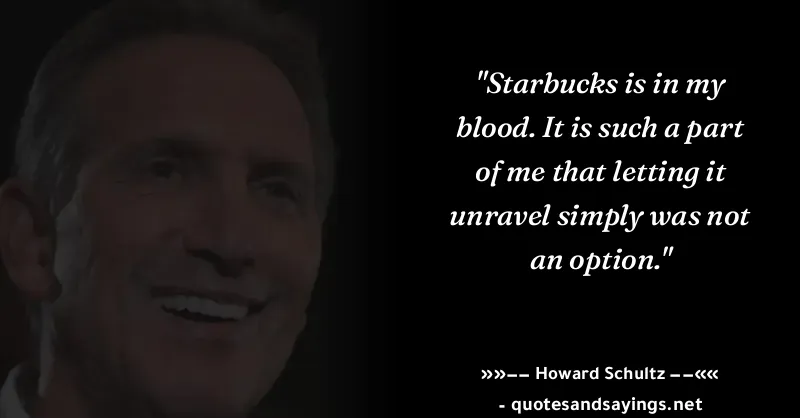 "Starbucks is in my
blood. It is such a part
of me that letting it
unravel simply was not
an option."
»»−− Howard Schultz −−««
- quotesandsayings.net